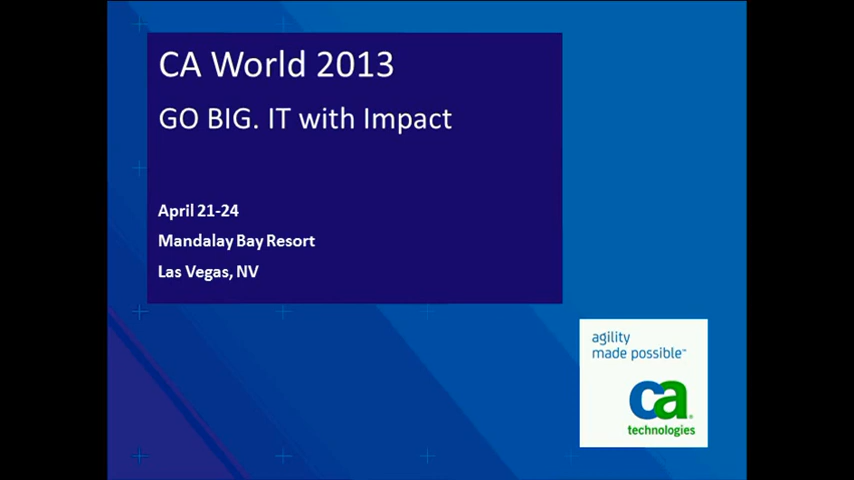 CA World 2013
GO BIG. IT with Impact
April 21-24
Mandalay Bay Resort
Las Vegas, NV
agility
made possible™
ca
technologies